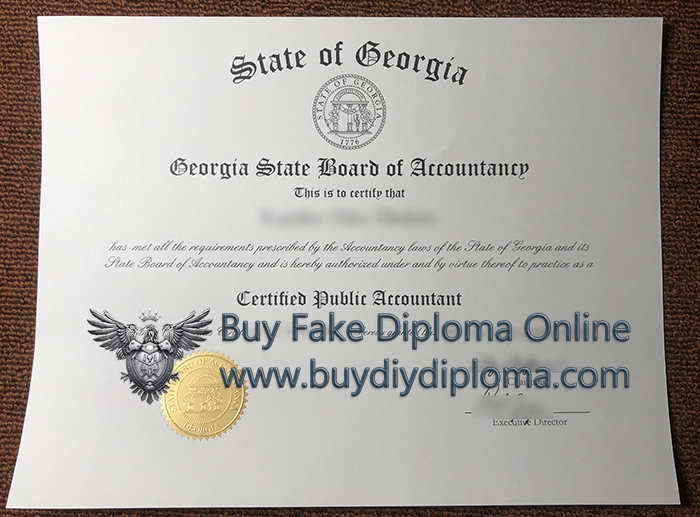 State of Georgia
STATE OF GEORGIA
1776
Georgia State Board of Accountancy
This is to certify that
has met all the requirements prescribed by the Accountancy laws of the State of Georgia and its
State Board of Accountancy and is hereby authorized under and by virtue thereof to practice as a
Certified Public Accountant
Buy Fake Diploma Online
www.buydiydiploma.com
GEORGIA
Executive Director